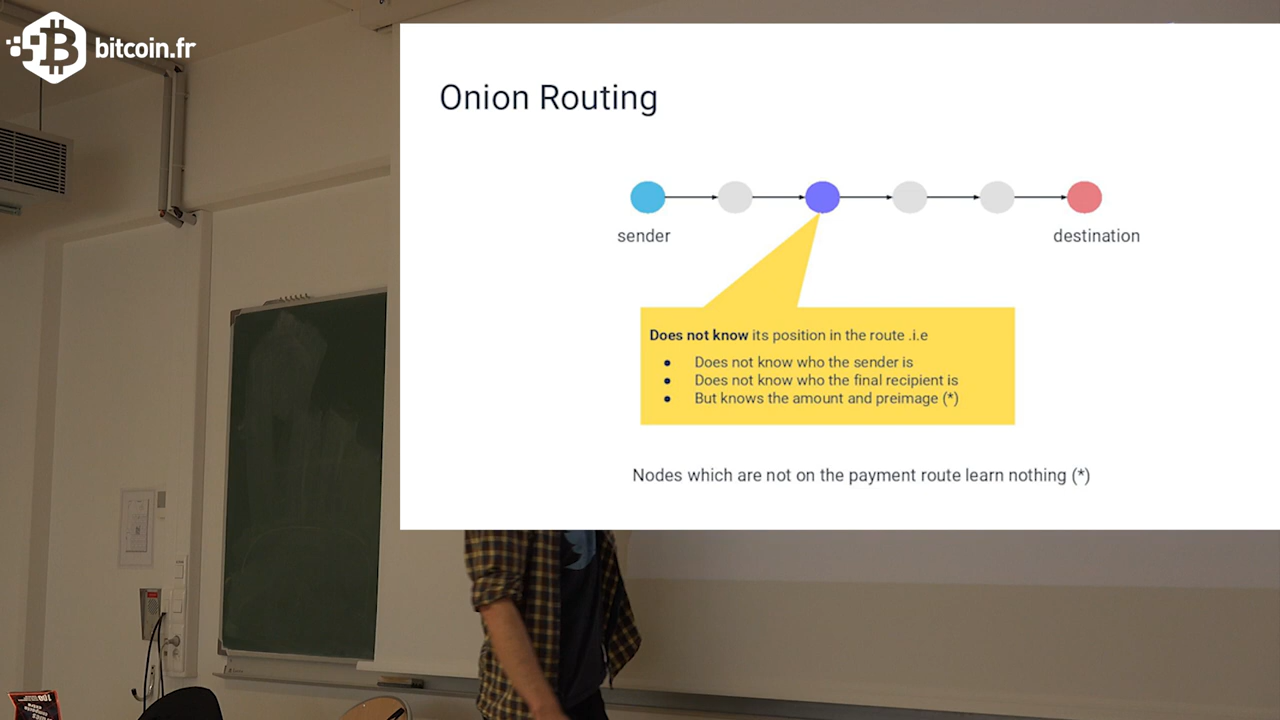 bitcoin.fr
Onion Routing
sender
destination
Does not know its position in the route .i.e
● Does not know who the sender is
● Does not know who the final recipient is
● But knows the amount and preimage (*)
Nodes which are not on the payment route learn nothing (*)